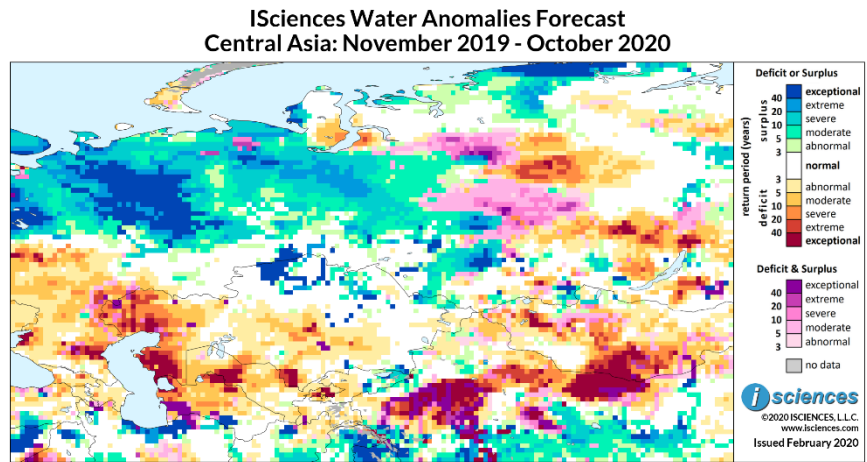 ISciences Water Anomalies Forecast
Central Asia: November 2019 - October 2020
Deficit or Surplus
return period (years)
surplus
deficit
exceptional
40
extreme
20
severe
10
moderate
5
abnormal
3
normal
3
abnormal
5
moderate
10
severe
20
extreme
40
exceptional
Deficit & Surplus
exceptional
40
extreme
20
severe
10
moderate
5
abnormal
3
no data
isciences
©2020 ISCIENCES, L.L.C.
www.isciences.com
Issued February 2020